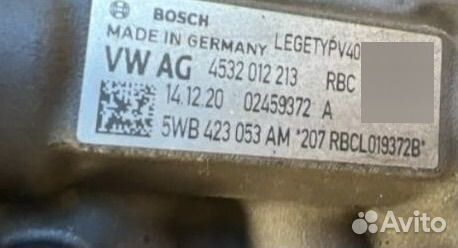 BOSCH
MADE IN GERMANY LEGETYPV40
VW AG 4532 012 213 RBC
14.12.20 02459372 A
5WB 423 053 AM *207 RBCL019372B*
Avito